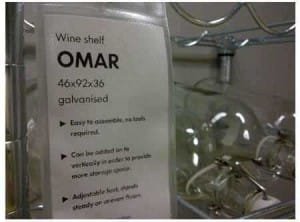 Wine shelf
OMAR
46x92x36
galvanised
► Easy to assemble, no tools
required.
► Can be added on to
vertically in order to provide
more storage space.
► Adjustable feet, stands
steady on uneven floors.